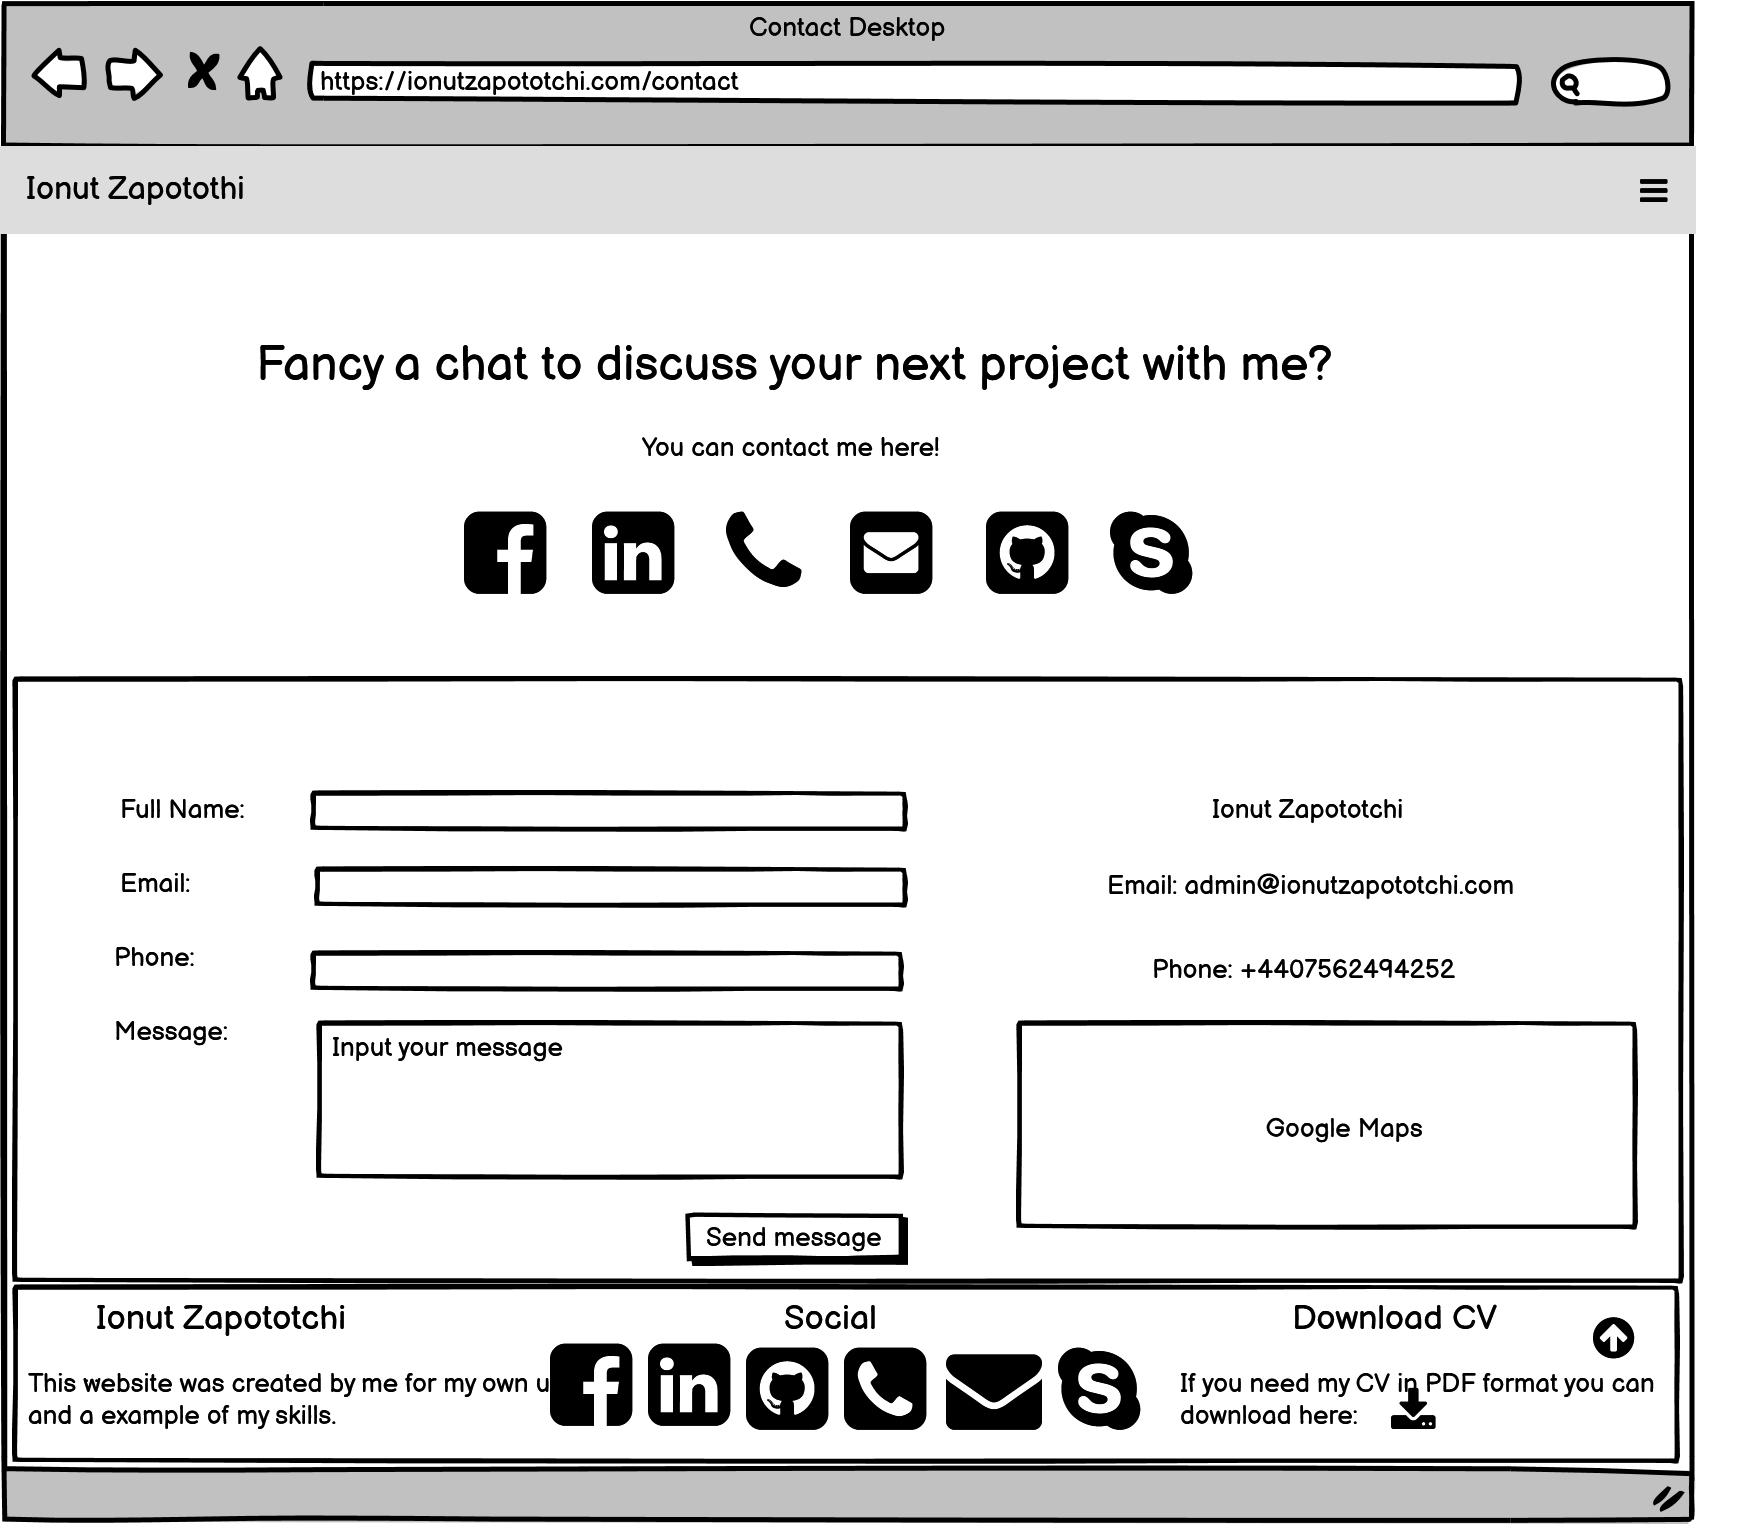 Contact Desktop
https://ionutzapototchi.com/contact
Ionut Zapotothi
Fancy a chat to discuss your next project with me?
You can contact me here!
Full Name:
Ionut Zapototchi
Email:
Email: admin@ionutzapototchi.com
Phone:
Phone: +4407562494252
Message:
Input your message
Google Maps
Send message
Ionut Zapototchi
Social
Download CV
This website was created by me for my own u
and a example of my skills.
If you need my CV in PDF format you can
download here: